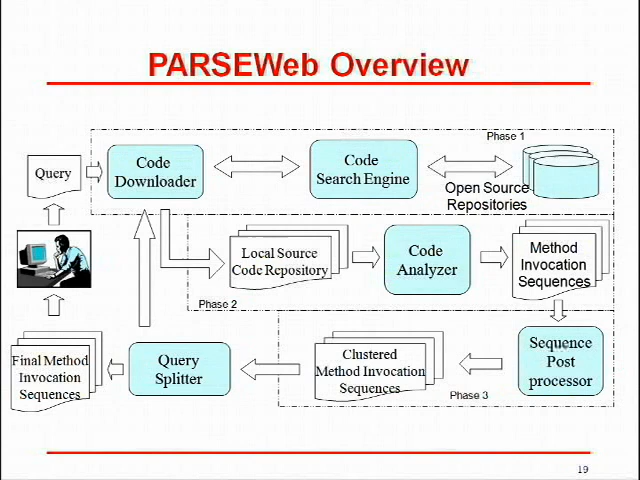 PARSEWeb Overview
Phase 1
Query
Code
Downloader
Code
Search Engine
Open Source
Repositories
Local Source
Code Repository
Code
Analyzer
Method
Invocation
Sequences
Phase 2
Final Method
Invocation
Sequences
Query
Splitter
Clustered
Method Invocation
Sequences
Sequence
Post
processor
Phase 3
19